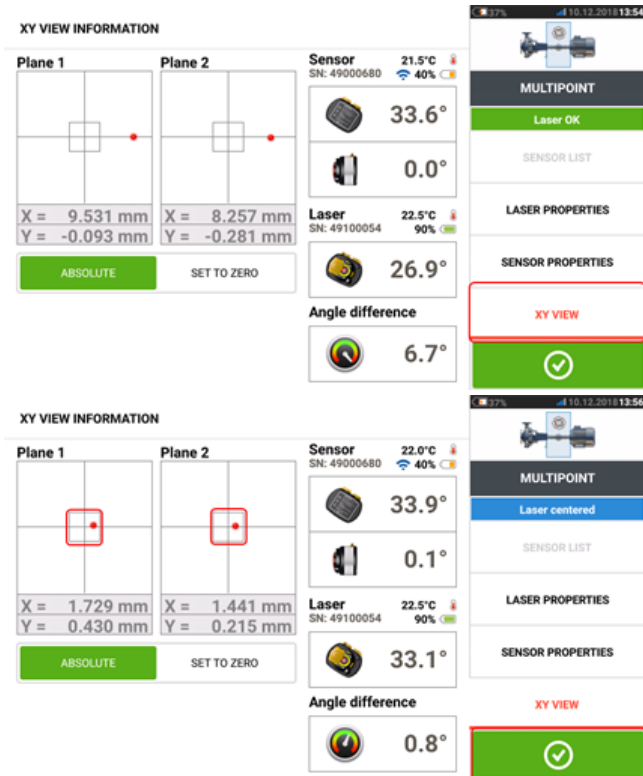 XY VIEW INFORMATION
Plane 1
Plane 2
X = 9.531 mm
Y = -0.093 mm
X = 8.257 mm
Y = -0.281 mm
ABSOLUTE
SET TO ZERO
Sensor 21.5°C
SN: 49000680 40%
33.6°
0.0°
Laser 22.5°C
SN: 49100054 90%
26.9°
Angle difference
6.7°
37% 10.12.2018 13:54
MULTIPOINT
Laser OK
SENSOR LIST
LASER PROPERTIES
SENSOR PROPERTIES
XY VIEW
XY VIEW INFORMATION
Plane 1
Plane 2
X = 1.729 mm
Y = 0.430 mm
X = 1.441 mm
Y = 0.215 mm
ABSOLUTE
SET TO ZERO
Sensor 22.0°C
SN: 49000680 40%
33.9°
0.1°
Laser 22.5°C
SN: 49100054 90%
33.1°
Angle difference
0.8°
37% 10.12.2018 13:56
MULTIPOINT
Laser centered
SENSOR LIST
LASER PROPERTIES
SENSOR PROPERTIES
XY VIEW